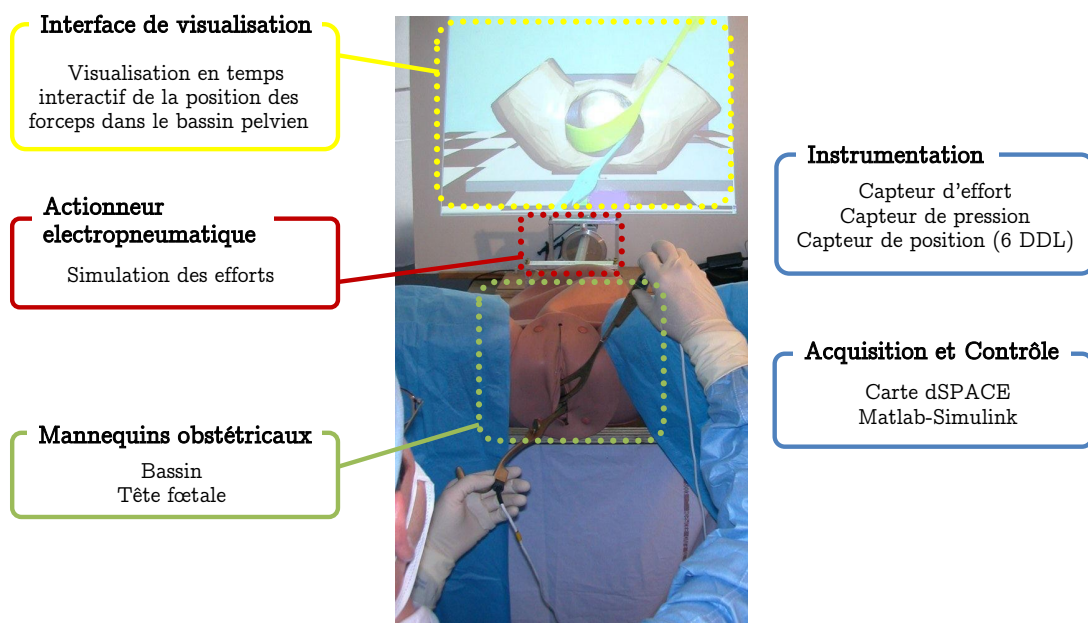 Interface de visualisation
Visualisation en temps
interactif de la position des
forceps dans le bassin pelvien
Actionneur
electropneumatique
Simulation des efforts
Mannequins obstétricaux
Bassin
Tête fœtale
Instrumentation
Capteur d'effort
Capteur de pression
Capteur de position (6 DDL)
Acquisition et Contrôle
Carte dSPACE
Matlab-Simulink